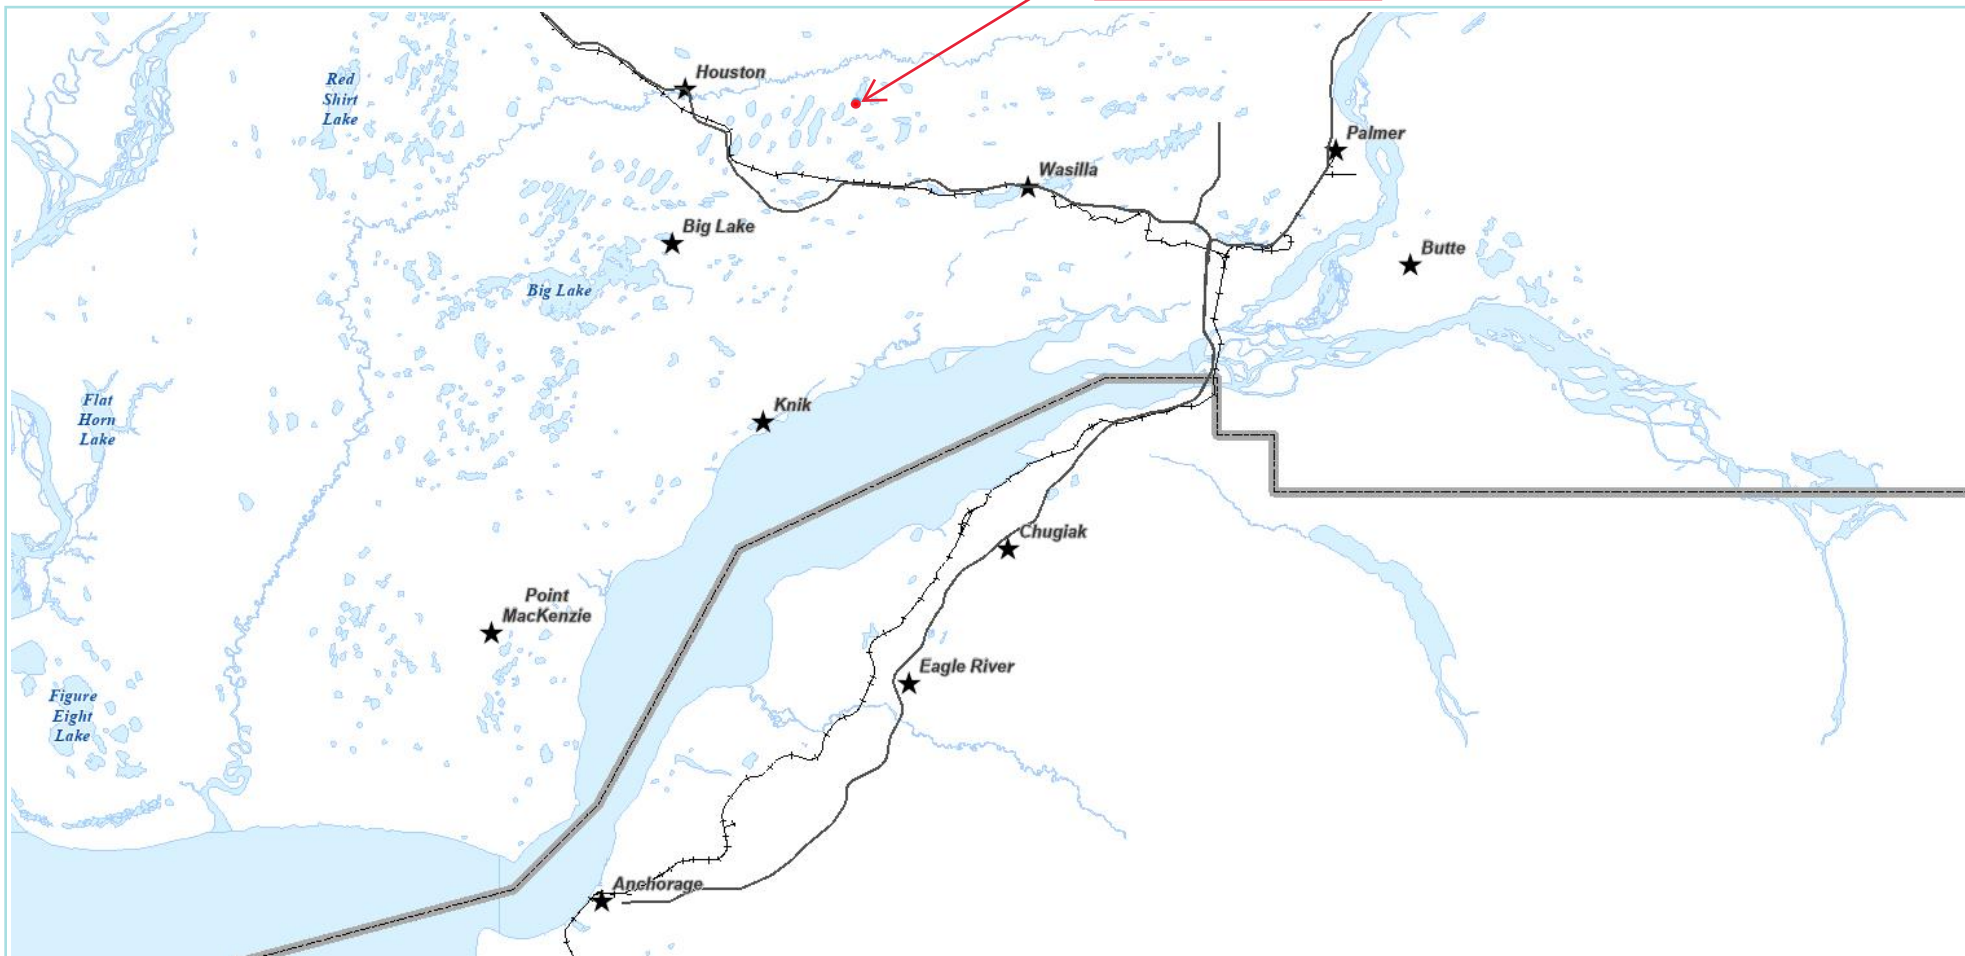 Houston
Red
Shirt
Lake
Palmer
Wasilla
Big Lake
Butte
Big Lake
Flat
Horn
Lake
Knik
Chugiak
Point
MacKenzie
Eagle River
Figure
Eight
Lake
Anchorage